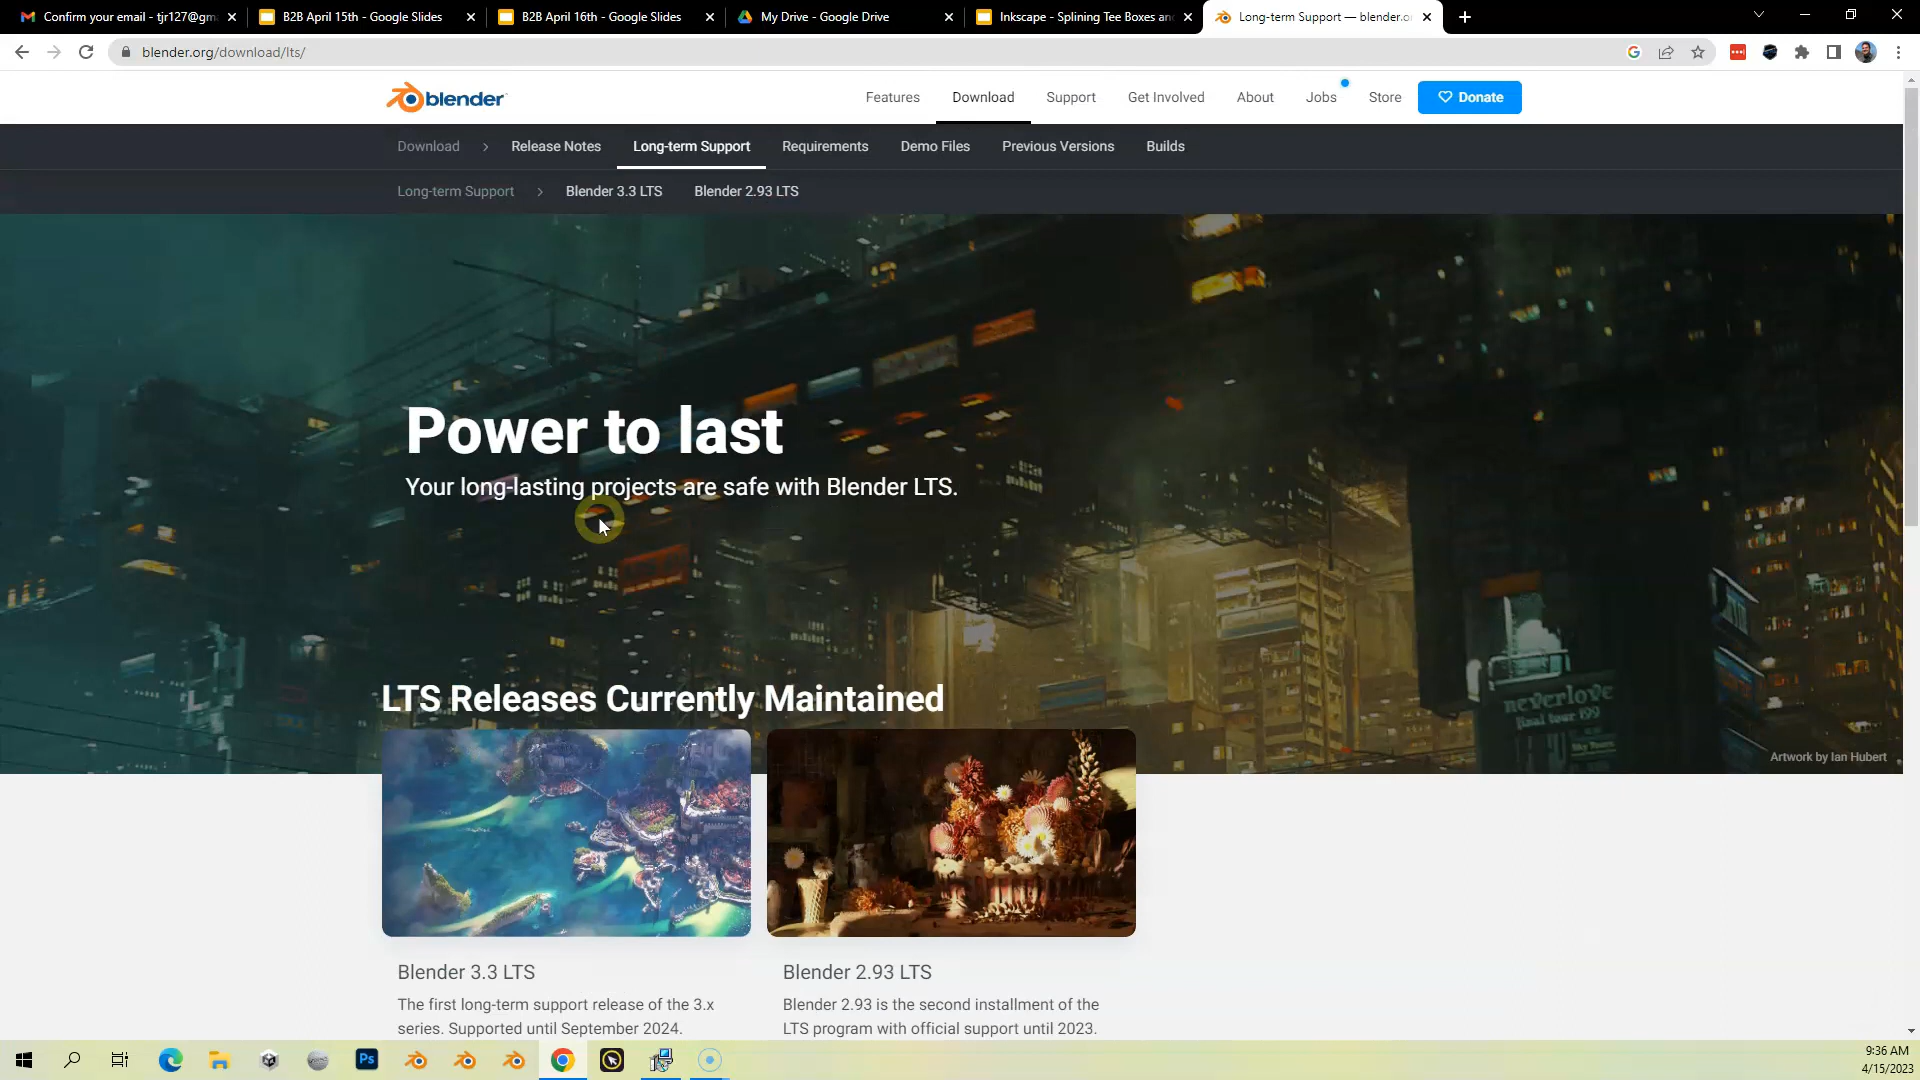 Confirm your email - tjr127@gm
B2B April 15th - Google Slides
B2B April 16th - Google Slides
My Drive - Google Drive
Inkscape - Splining Tee Boxes an
Long-term Support — blender.o
blender.org/download/lts/
blender
Features
Download
Support
Get Involved
About
Jobs
Store
Donate
Download
Release Notes
Long-term Support
Requirements
Demo Files
Previous Versions
Builds
Long-term Support
Blender 3.3 LTS
Blender 2.93 LTS
Power to last
Your long-lasting projects are safe with Blender LTS.
neverlove
Artwork by Ian Hubert
LTS Releases Currently Maintained
Blender 3.3 LTS
The first long-term support release of the 3.x
series. Supported until September 2024.
Blender 2.93 LTS
Blender 2.93 is the second installment of the
LTS program with official support until 2023.
Ps
9:36 AM
4/15/2023